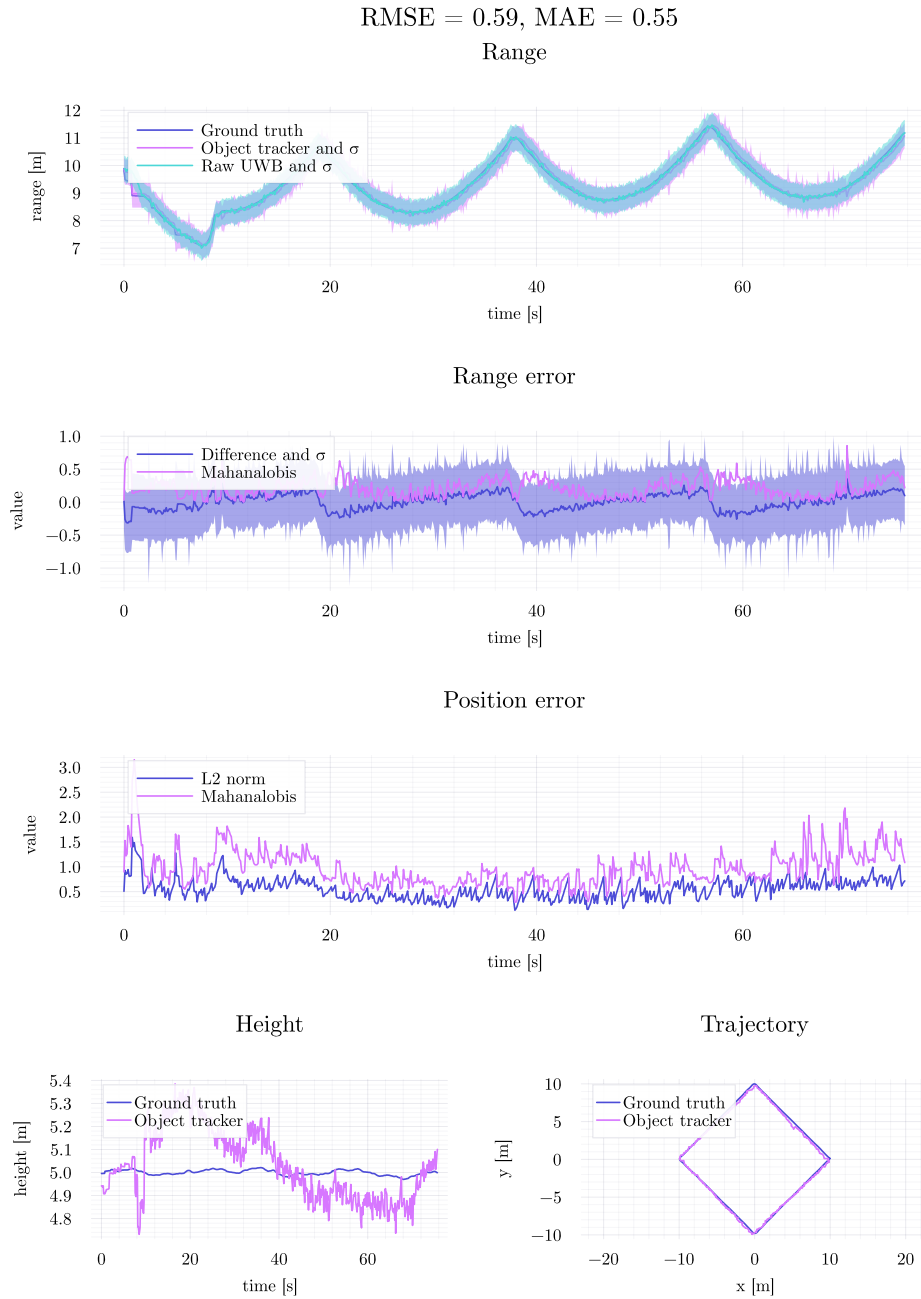 RMSE = 0.59, MAE = 0.55
Range
12
11
10
9
8
7
range [m]
Ground truth
Object tracker and σ
Raw UWB and σ
0
20
40
60
time [s]
Range error
1.0
0.5
0.0
−0.5
−1.0
value
Difference and σ
Mahanalobis
0
20
40
60
time [s]
Position error
3.0
2.5
2.0
1.5
1.0
0.5
value
L2 norm
Mahanalobis
0
20
40
60
time [s]
Height
5.4
5.3
5.2
5.1
5.0
4.9
4.8
height [m]
Ground truth
Object tracker
0
20
40
60
time [s]
Trajectory
10
5
0
−5
−10
y [m]
Ground truth
Object tracker
−20
−10
0
10
20
x [m]